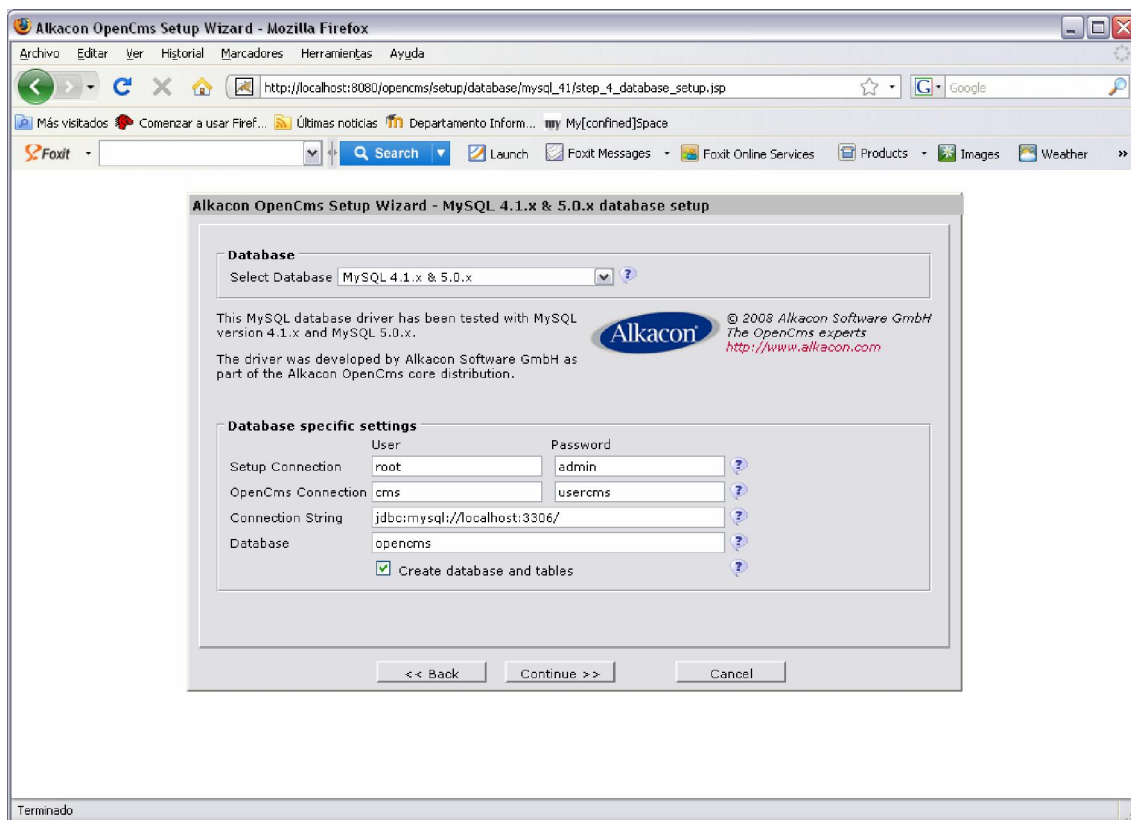 Alkacon OpenCms Setup Wizard - Mozilla Firefox
Archivo Editar Ver Historial Marcadores Herramientas Ayuda
http://localhost:8080/opencms/setup/database/mysql_41/step_4_database_setup.jsp
G Google
Más visitados Comenzar a usar Firef... Últimas noticias Departamento Inform... my My[confined]Space
Foxit Search Launch Foxit Messages Foxit Online Services Products Images Weather »
Alkacon OpenCms Setup Wizard - MySQL 4.1.x & 5.0.x database setup
Database
Select Database MySQL 4.1.x & 5.0.x ?
This MySQL database driver has been tested with MySQL
version 4.1.x and MySQL 5.0.x.
The driver was developed by Alkacon Software GmbH as
part of the Alkacon OpenCms core distribution.
Alkacon
© 2008 Alkacon Software GmbH
The OpenCms experts
http://www.alkacon.com
Database specific settings
User Password
Setup Connection root admin ?
OpenCms Connection cms usercms ?
Connection String jdbc:mysql://localhost:3306/ ?
Database opencms ?
Create database and tables ?
<< Back Continue >> Cancel
Terminado